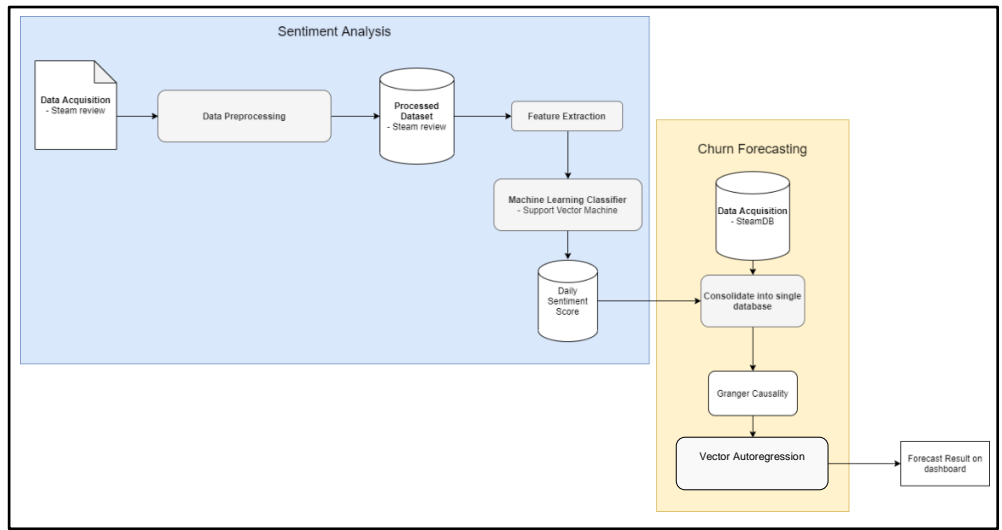 Sentiment Analysis
Data Acquisition
- Steam review
Data Preprocessing
Processed
Dataset
- Steam review
Feature Extraction
Machine Learning Classifier
- Support Vector Machine
Daily
Sentiment
Score
Churn Forecasting
Data Acquisition
- SteamDB
Consolidate into single
database
Granger Causality
Vector Autoregression
Forecast Result on
dashboard